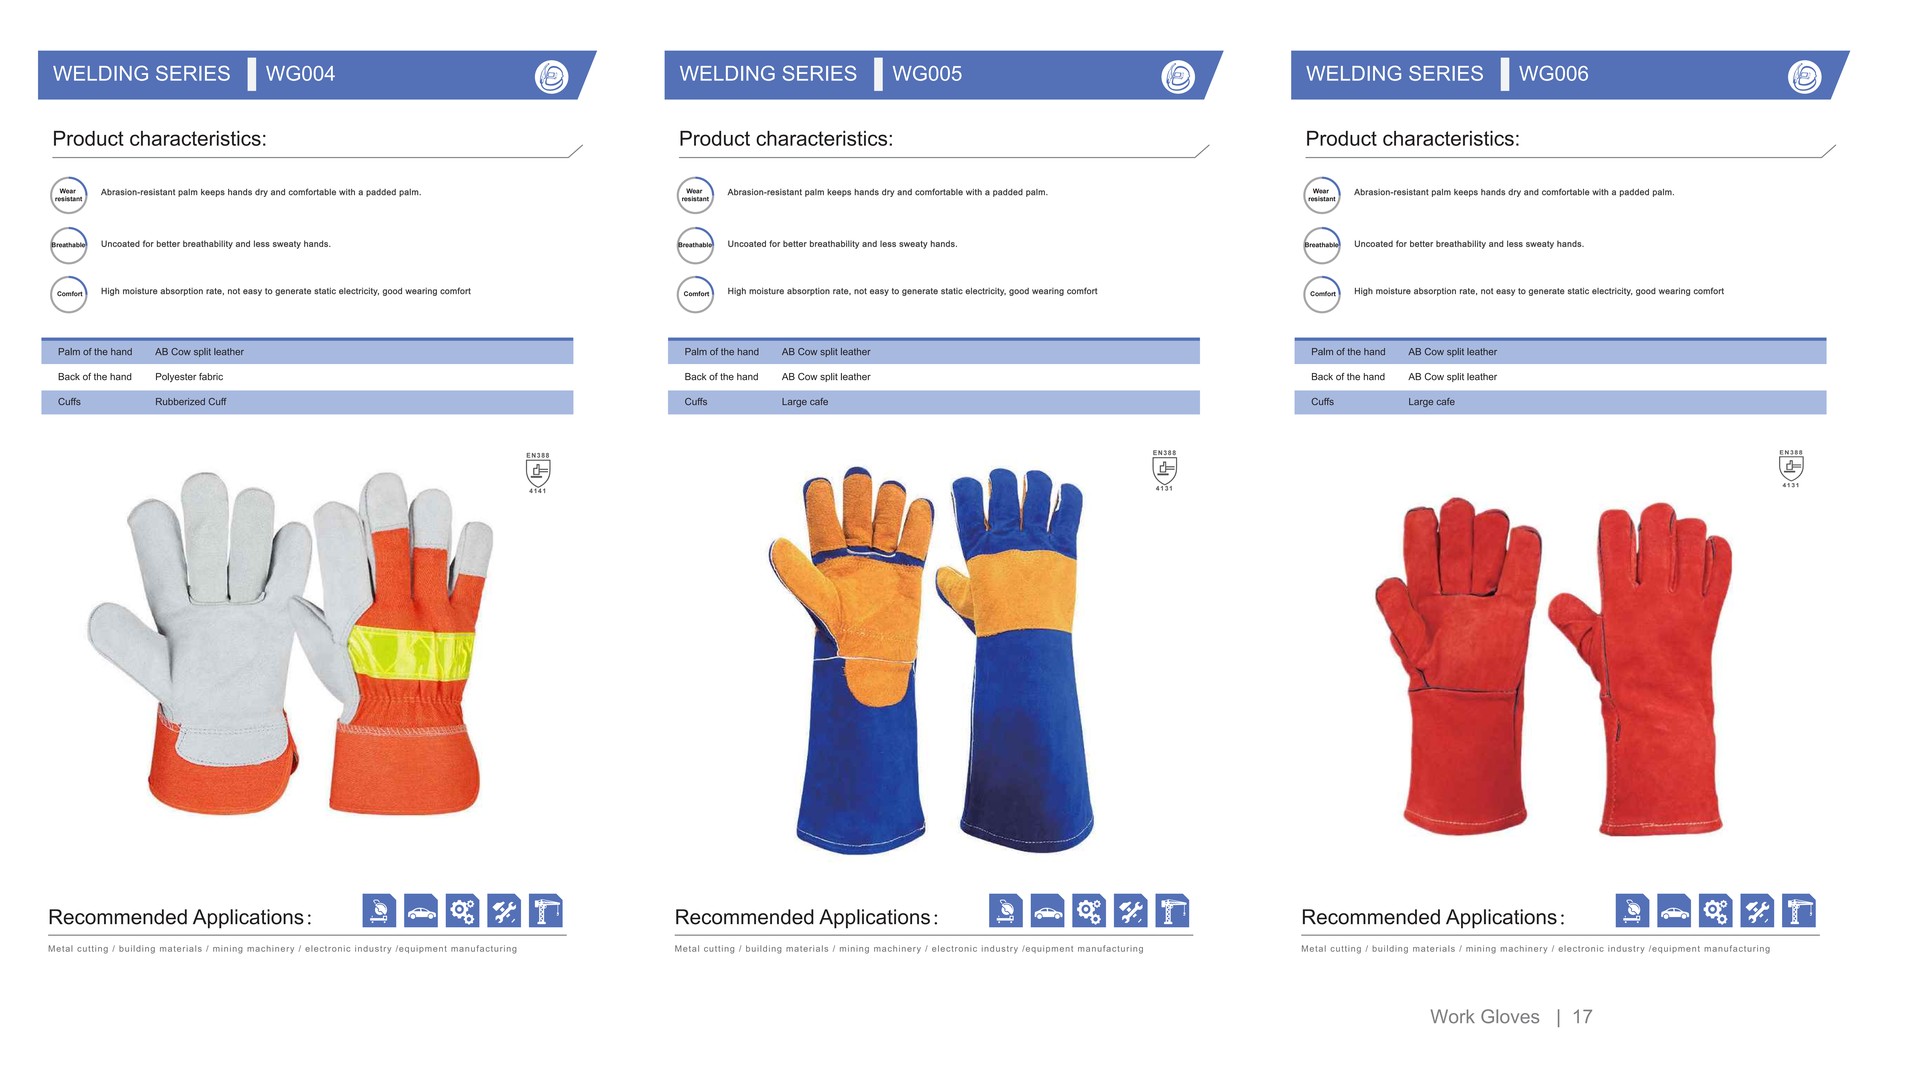 WELDING SERIES WG004
Product characteristics:
Wear
resistant
Abrasion-resistant palm keeps hands dry and comfortable with a padded palm.
Breathable
Uncoated for better breathability and less sweaty hands.
Comfort
High moisture absorption rate, not easy to generate static electricity, good wearing comfort
Palm of the hand AB Cow split leather
Back of the hand Polyester fabric
Cuffs Rubberized Cuff
EN388
4141
Recommended Applications:
Metal cutting / building materials / mining machinery / electronic industry /equipment manufacturing
WELDING SERIES WG005
Product characteristics:
Wear
resistant
Abrasion-resistant palm keeps hands dry and comfortable with a padded palm.
Breathable
Uncoated for better breathability and less sweaty hands.
Comfort
High moisture absorption rate, not easy to generate static electricity, good wearing comfort
Palm of the hand AB Cow split leather
Back of the hand AB Cow split leather
Cuffs Large cafe
EN388
4131
Recommended Applications:
Metal cutting / building materials / mining machinery / electronic industry /equipment manufacturing
WELDING SERIES WG006
Product characteristics:
Wear
resistant
Abrasion-resistant palm keeps hands dry and comfortable with a padded palm.
Breathable
Uncoated for better breathability and less sweaty hands.
Comfort
High moisture absorption rate, not easy to generate static electricity, good wearing comfort
Palm of the hand AB Cow split leather
Back of the hand AB Cow split leather
Cuffs Large cafe
EN388
4131
Recommended Applications:
Metal cutting / building materials / mining machinery / electronic industry /equipment manufacturing
Work Gloves | 17